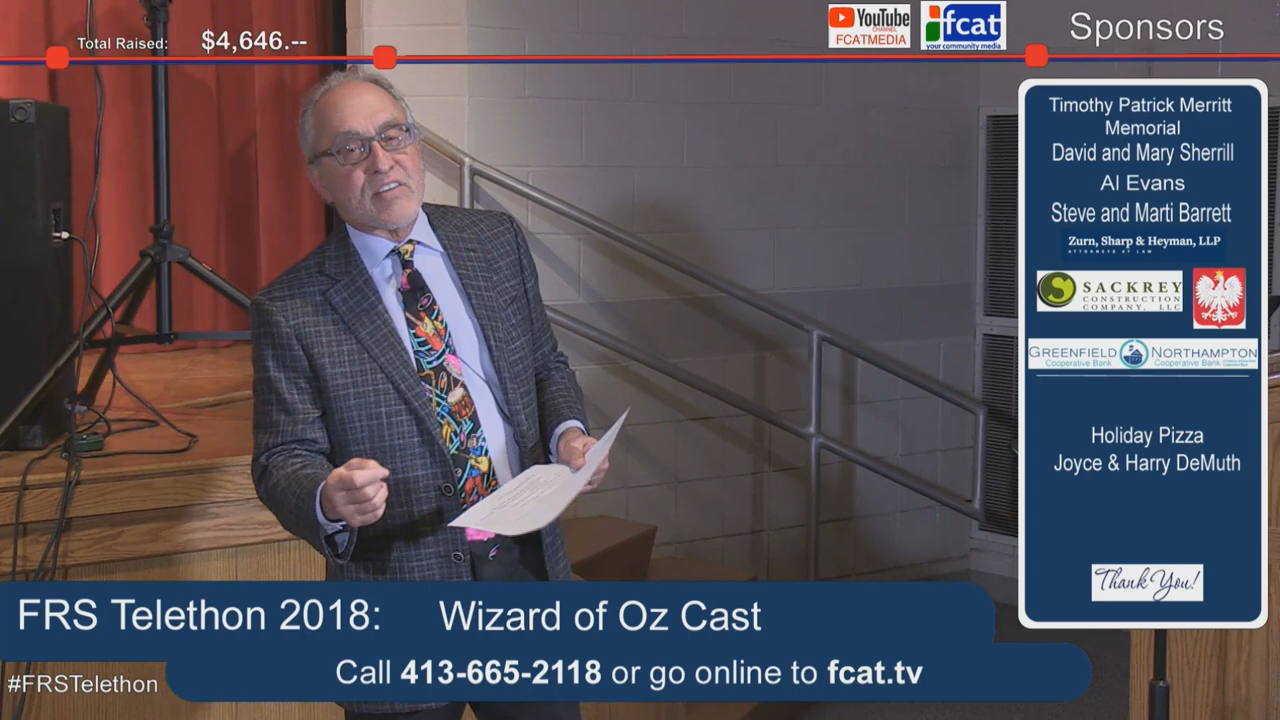 Total Raised: $4,646.--
YouTube
CHANNEL
FCATMEDIA
fcat
your community media
Sponsors
Timothy Patrick Merritt
Memorial
David and Mary Sherrill
Al Evans
Steve and Marti Barrett
Zurn, Sharp & Heyman, LLP
ATTORNEYS AT LAW
S SACKREY
CONSTRUCTION
COMPANY, LLC
GREENFIELD NORTHAMPTON
Cooperative Bank Cooperative Bank
Holiday Pizza
Joyce & Harry DeMuth
Thank You!
FRS Telethon 2018: Wizard of Oz Cast
Call 413-665-2118 or go online to fcat.tv
#FRSTelethon